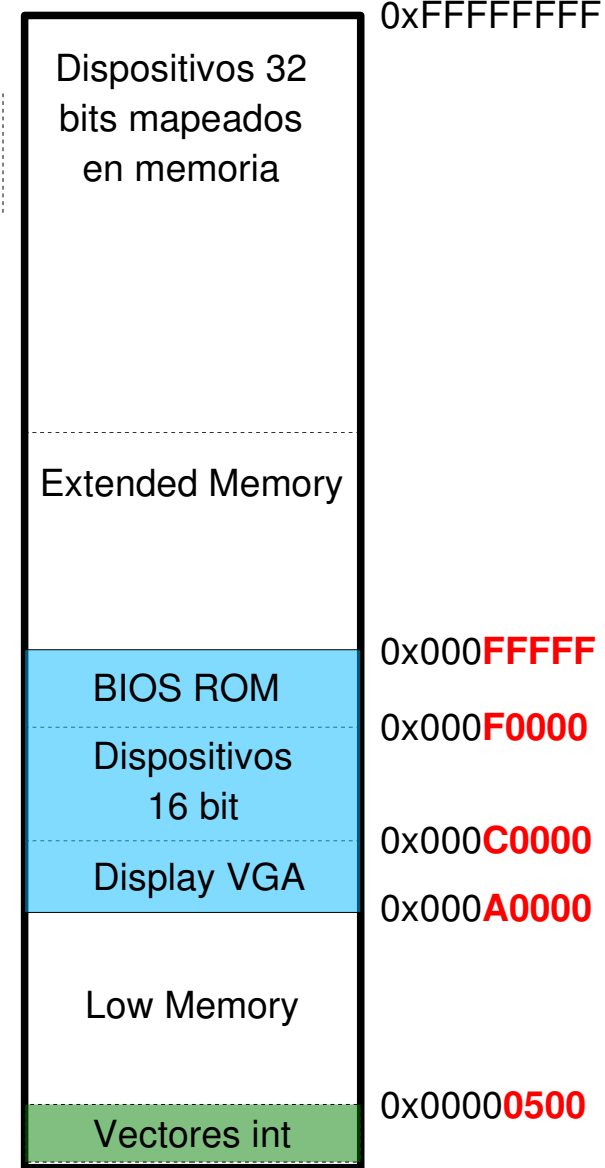 0xFFFFFFFF
Dispositivos 32
bits mapeados
en memoria
Extended Memory
0x000FFFFF
BIOS ROM
0x000F0000
Dispositivos
16 bit
0x000C0000
Display VGA
0x000A0000
Low Memory
0x00000500
Vectores int